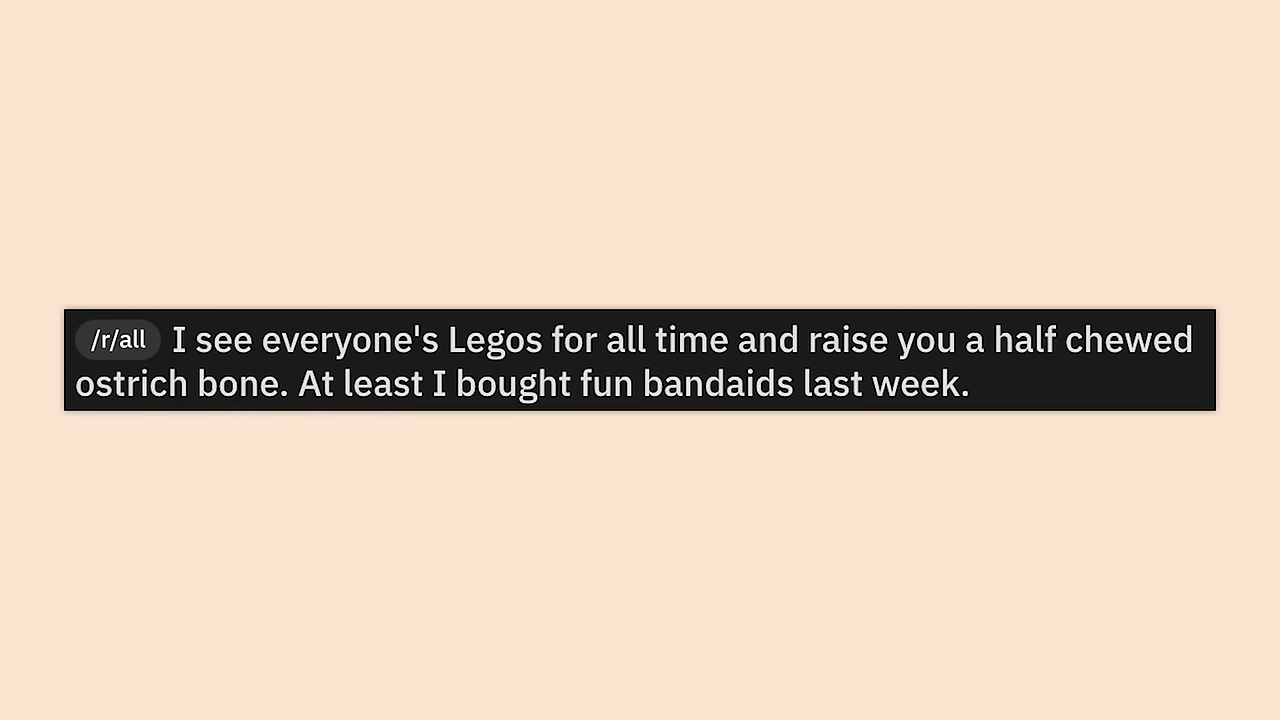 /r/all I see everyone's Legos for all time and raise you a half chewed
ostrich bone. At least I bought fun bandaids last week.